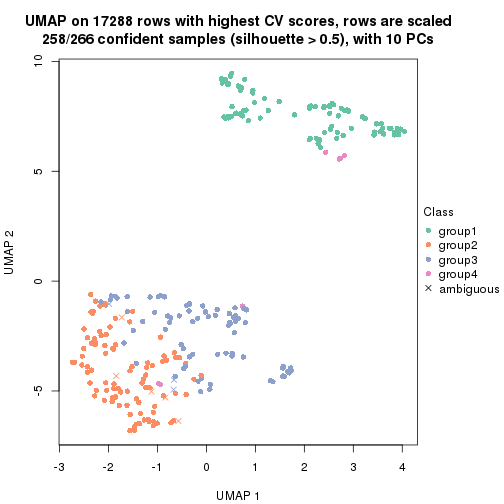 UMAP on 17288 rows with highest CV scores, rows are scaled
258/266 confident samples (silhouette > 0.5), with 10 PCs
10
5
0
-5
UMAP 2
-3
-2
-1
0
1
2
3
4
UMAP 1
Class
group1
group2
group3
group4
ambiguous